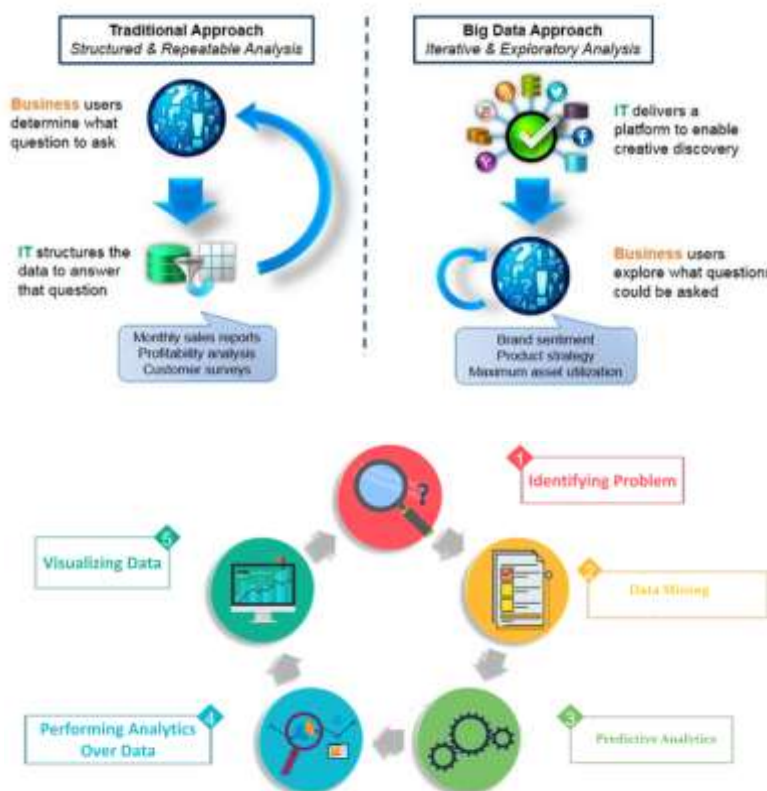 Traditional Approach
Structured & Repeatable Analysis
Business users
determine what
question to ask
IT structures the
data to answer
that question
Monthly sales reports
Profitability analysis
Customer surveys
Big Data Approach
Iterative & Exploratory Analysis
IT delivers a
platform to enable
creative discovery
Business users
explore what question
could be asked
Brand sentiment
Product strategy
Maximum asset utilization
1
Identifying Problem
2
Data Mining
3
Predictive Analytics
4
Performing Analytics
Over Data
5
Visualizing Data
?